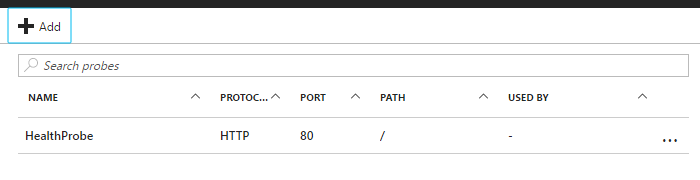 Add
Search probes
NAME PROTOC... PORT PATH USED BY
HealthProbe HTTP 80 / - ...